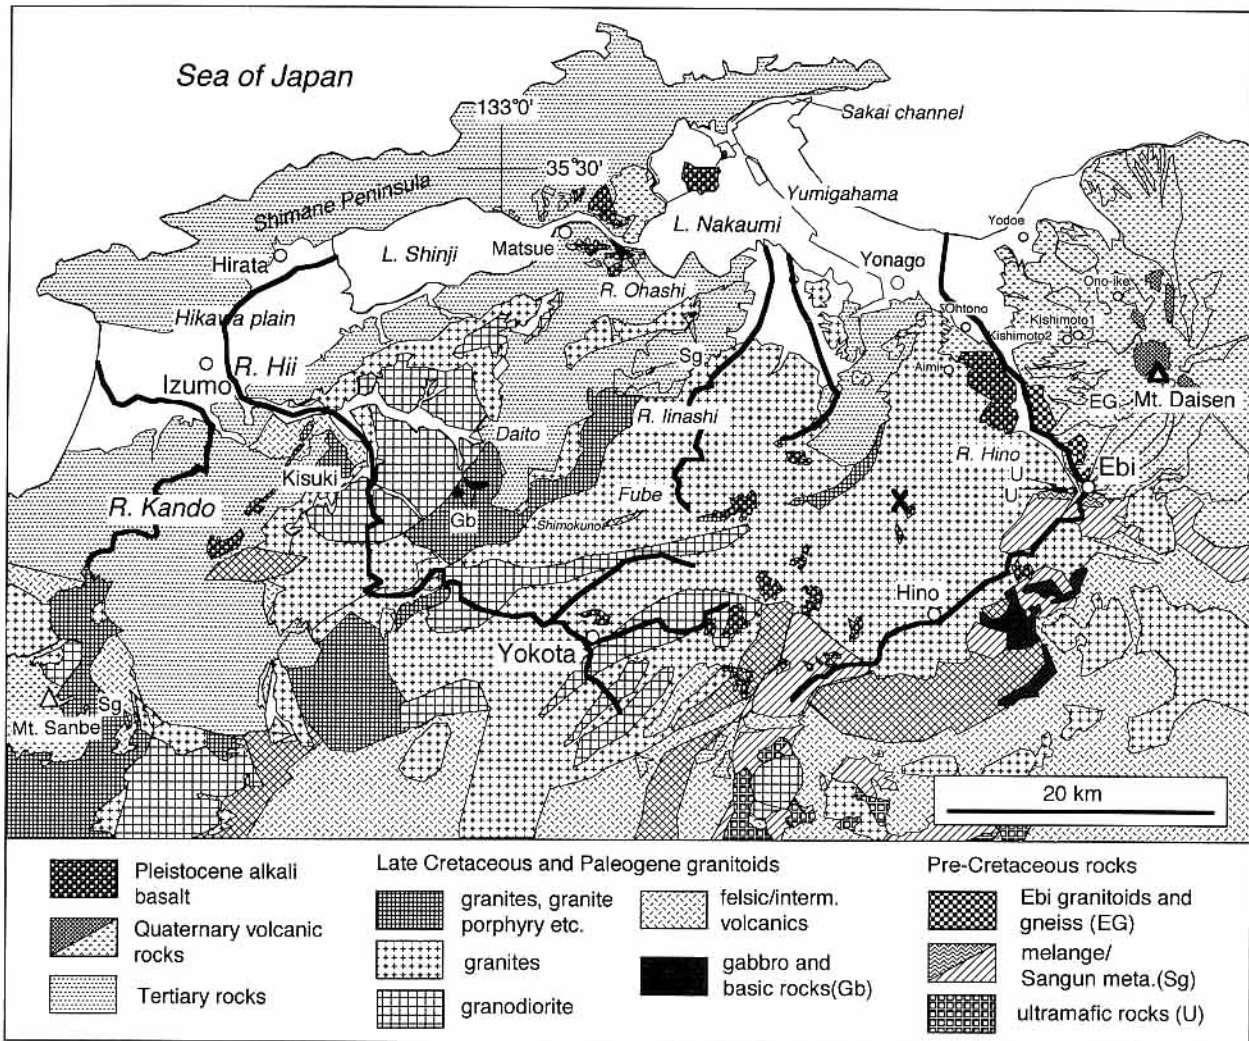 Sea of Japan
133°0'
Sakai channel
35°30'
Shimane Peninsula
Yumigahama
L. Nakaumi
Yodoe
Matsue
L. Shinji
Hirata
Yonago
Ono-ike
R. Ohashi
Hikawa plain
Ohtono
Kishimoto1
Kishimoto2
Sg
R. Hii
Izumo
Aimi
Mt. Daisen
EG
R. Iinashi
Daito
R. Hino
Ebi
U
U
Kisuki
Fube
R. Kando
Gb
Shimokuno
X
Hino
Yokota
Sg
Mt. Sanbe
20 km
Pleistocene alkali
basalt
Quaternary volcanic
rocks
Tertiary rocks
Late Cretaceous and Paleogene granitoids
granites, granite
porphyry etc.
granites
granodiorite
felsic/interm.
volcanics
gabbro and
basic rocks(Gb)
Pre-Cretaceous rocks
Ebi granitoids and
gneiss (EG)
melange/
Sangun meta.(Sg)
ultramafic rocks (U)